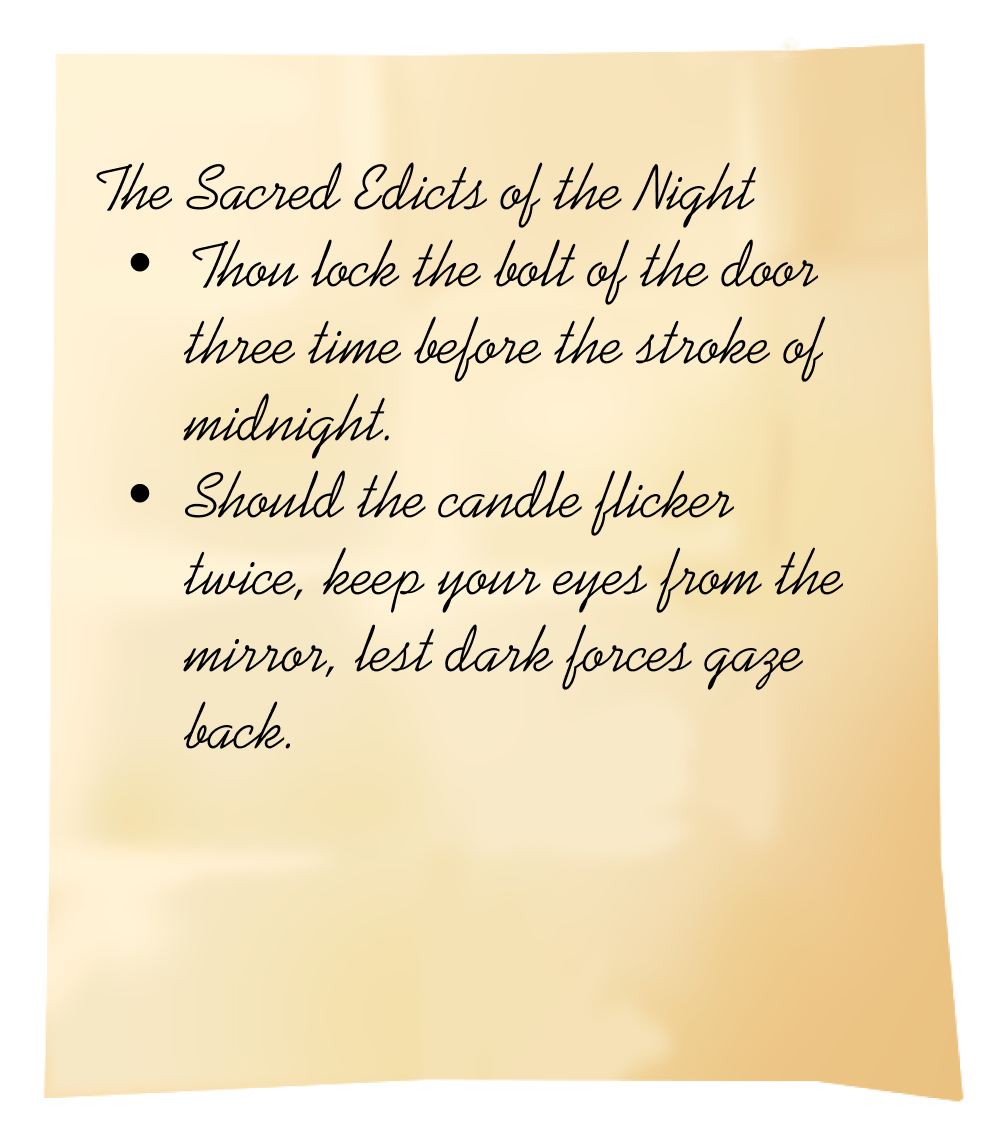 The Sacred Edicts of the Night
• Thou lock the bolt of the door
three time before the stroke of
midnight.
• Should the candle flicker
twice, keep your eyes from the
mirror, lest dark forces gaze
back.